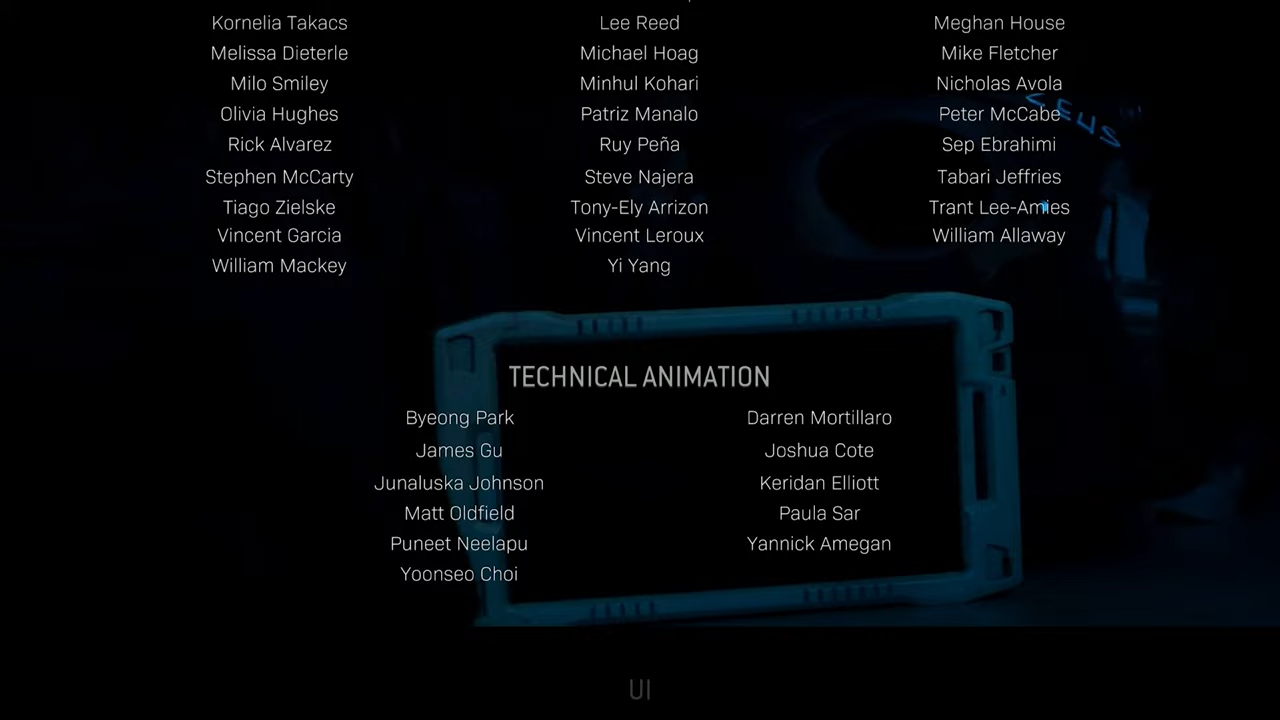 Kornelia Takacs Lee Reed Meghan House
Melissa Dieterle Michael Hoag Mike Fletcher
Milo Smiley Minhul Kohari Nicholas Avola
Olivia Hughes Patriz Manalo Peter McCabe
Rick Alvarez Ruy Peña Sep Ebrahimi
Stephen McCarty Steve Najera Tabari Jeffries
Tiago Zielske Tony-Ely Arrizon Trant Lee-Amies
Vincent Garcia Vincent Leroux William Allaway
William Mackey Yi Yang
TECHNICAL ANIMATION
Byeong Park Darren Mortillaro
James Gu Joshua Cote
Junaluska Johnson Keridan Elliott
Matt Oldfield Paula Sar
Puneet Neelapu Yannick Amegan
Yoonseo Choi
UI